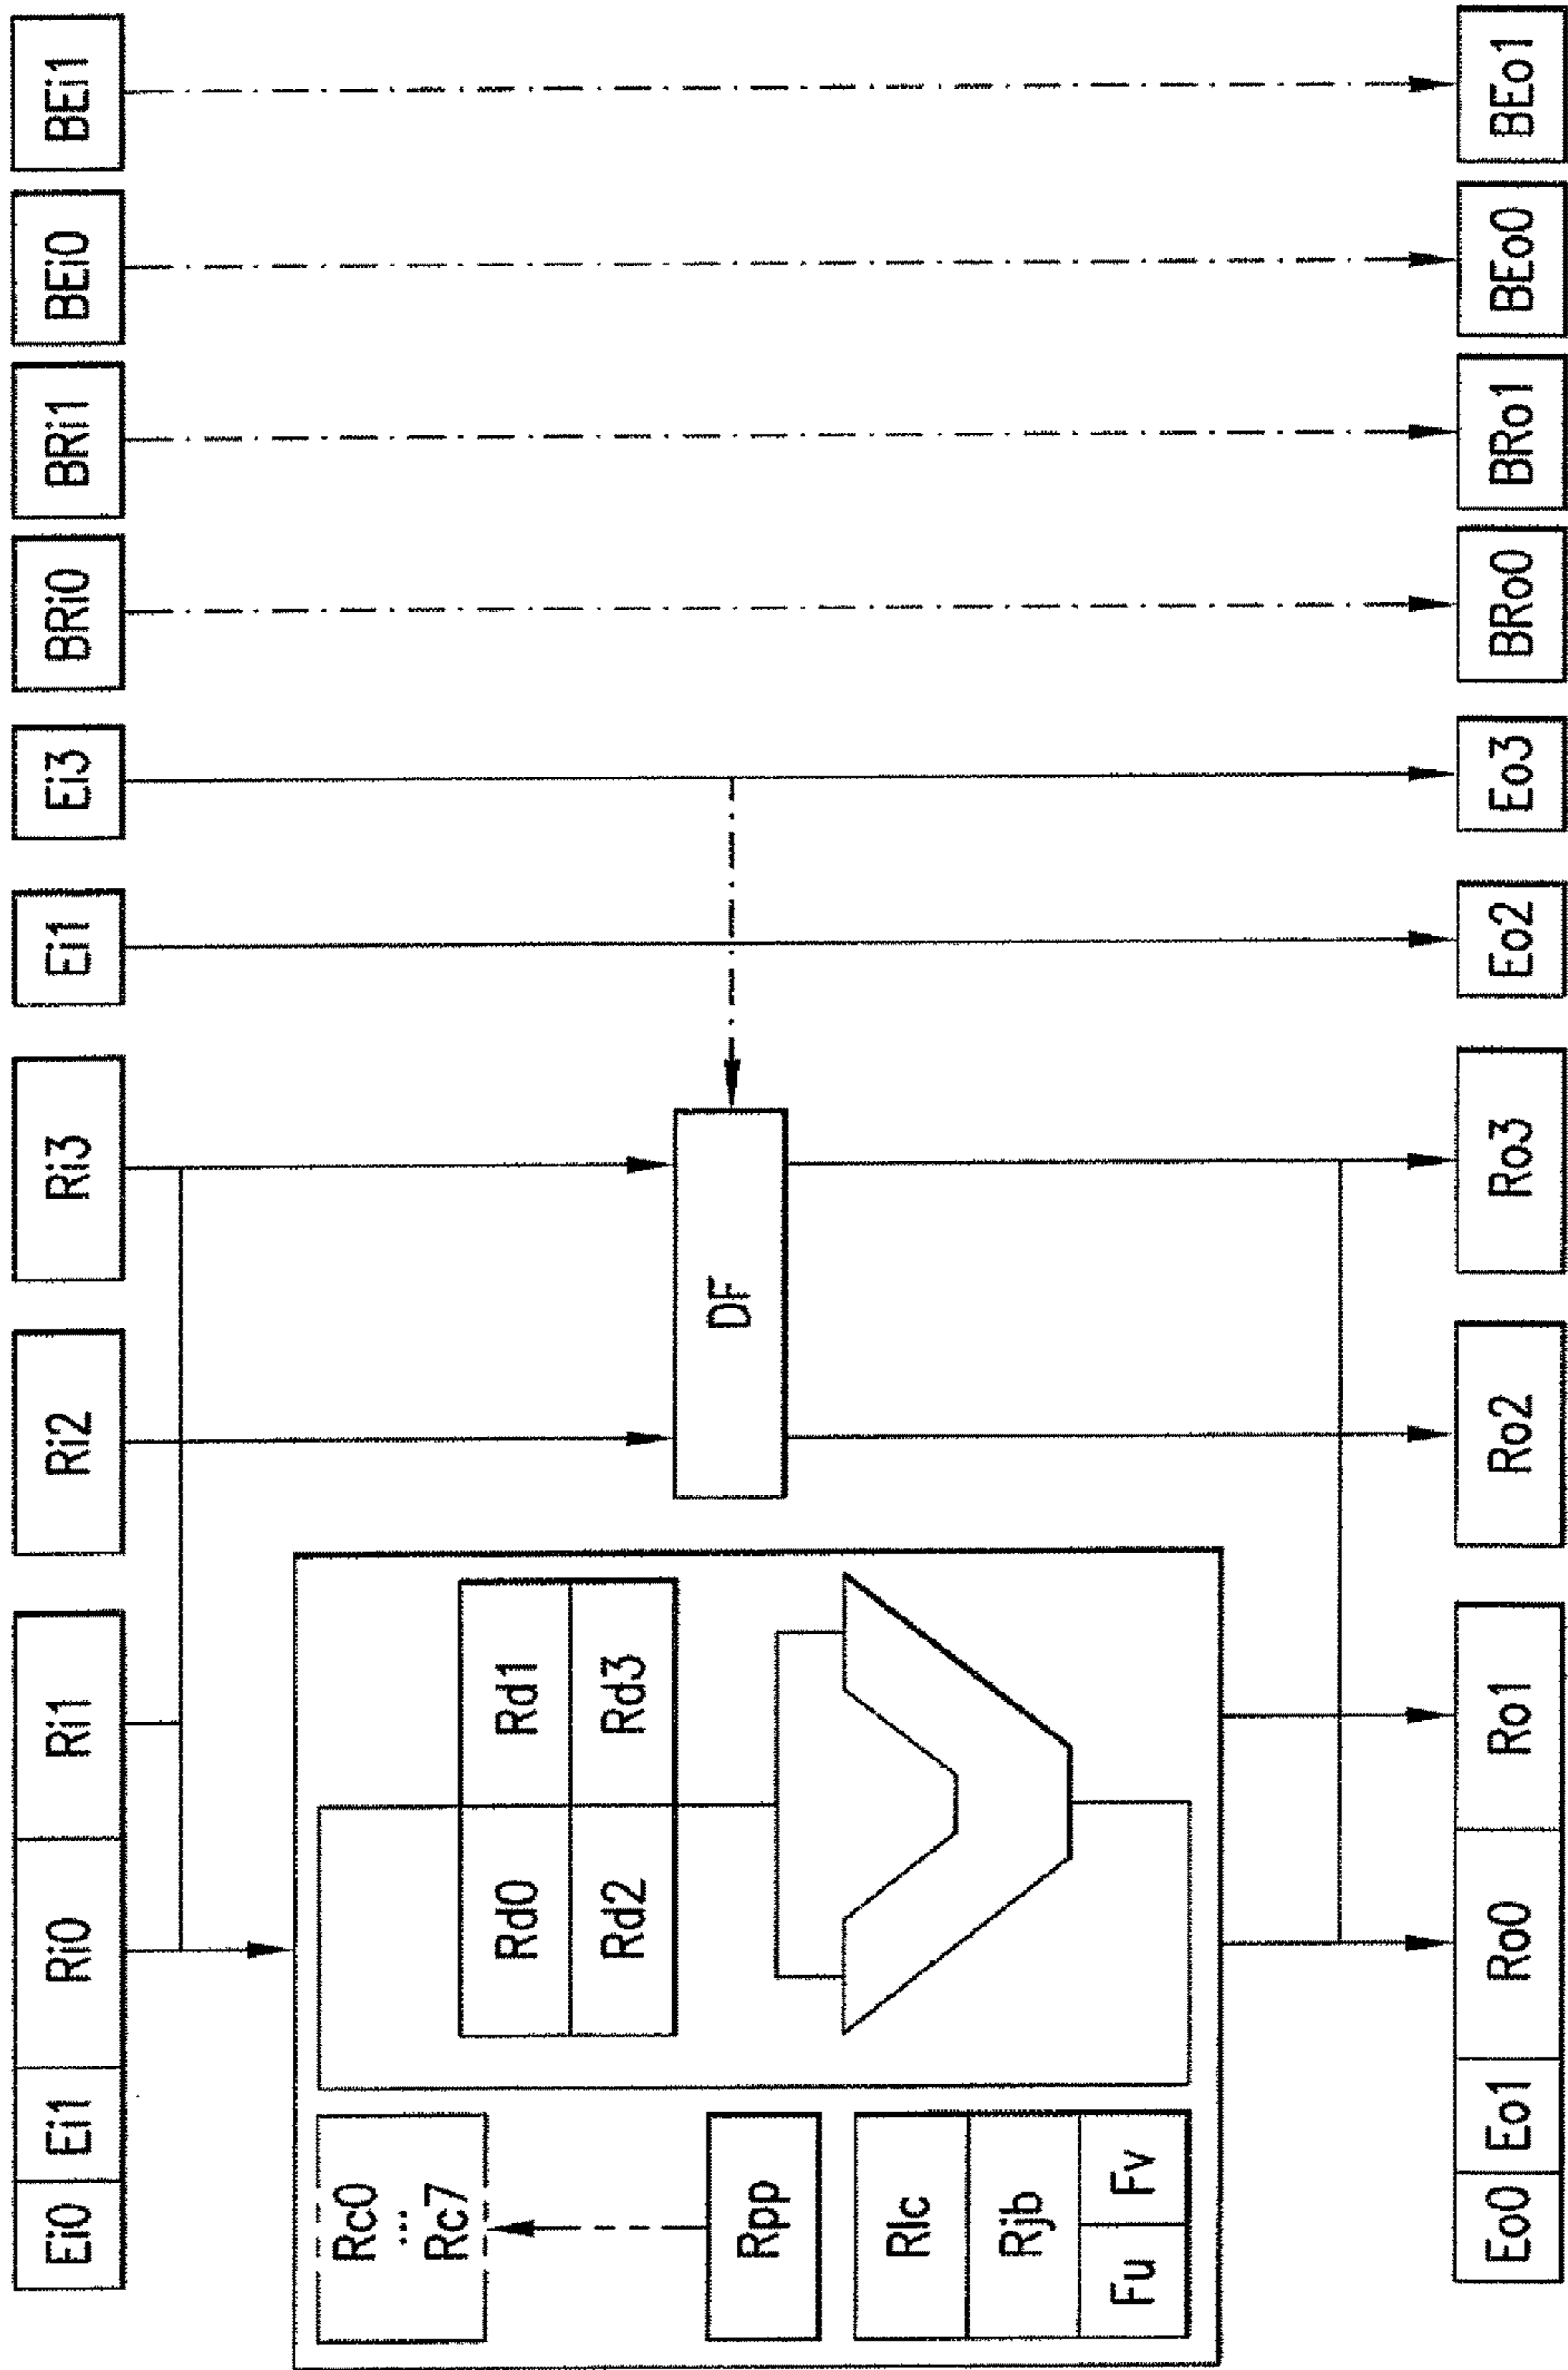 Ei0 Ei1 Ri0 Ri1 Ri2 Ri3 Ei1 Ei3 BRi0 BRi1 BEi0 BEi1
Rc0
...
Rc7
Rd0 Rd1
Rd2 Rd3
Rpp
DF
Rlc
Rjb
Fu Fv
Eo0 Eo1 Ro0 Ro1 Ro2 Ro3 Eo2 Eo3 BRo0 BRo1 BEo0 BEo1